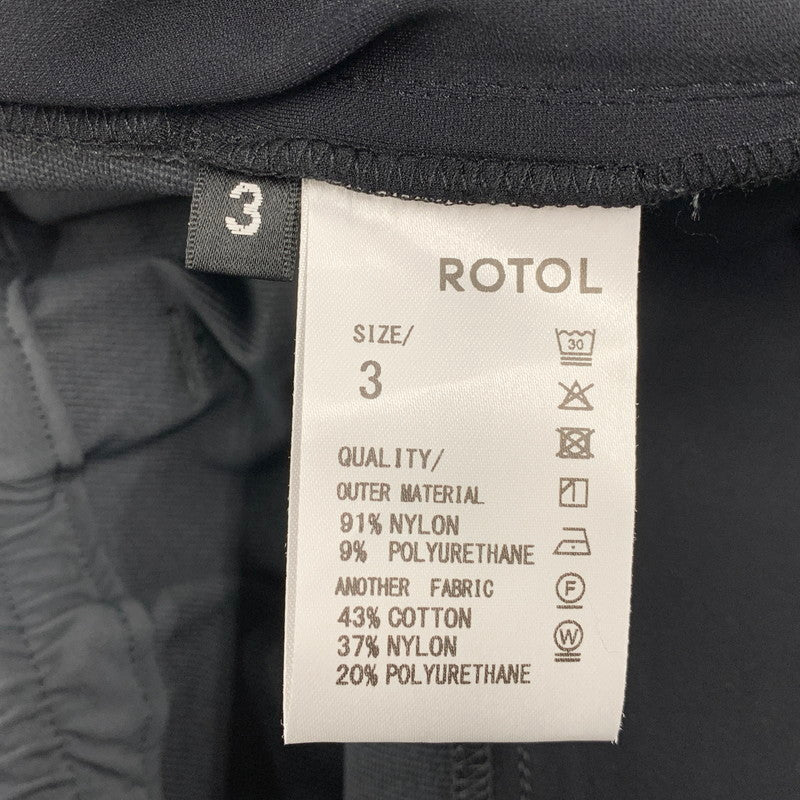 3
ROTOL
SIZE/
3
30
QUALITY/
OUTER MATERIAL
91% NYLON
9% POLYURETHANE
ANOTHER FABRIC
43% COTTON
37% NYLON
20% POLYURETHANE
F
W